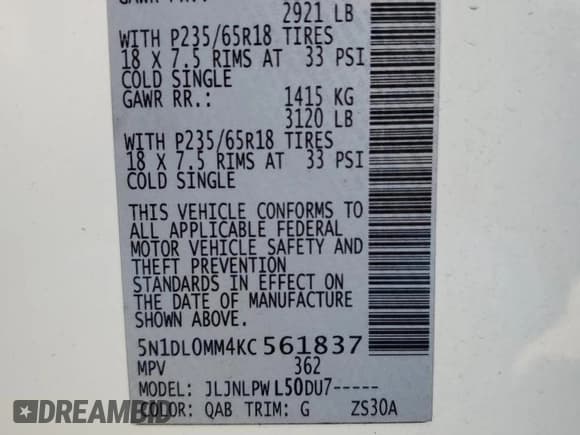 2921 LB
WITH P235/65R18 TIRES
18 X 7.5 RIMS AT 33 PSI
COLD SINGLE
GAWR RR.: 1415 KG
3120 LB
WITH P235/65R18 TIRES
18 X 7.5 RIMS AT 33 PSI
COLD SINGLE
THIS VEHICLE CONFORMS TO
ALL APPLICABLE FEDERAL
MOTOR VEHICLE SAFETY AND
THEFT PREVENTION
STANDARDS IN EFFECT ON
THE DATE OF MANUFACTURE
SHOWN ABOVE.
5N1DL0MM4KC561837
MPV 362
MODEL: JLJNLPWL50DU7-----
COLOR: QAB TRIM: G ZS30A
DREAMBID